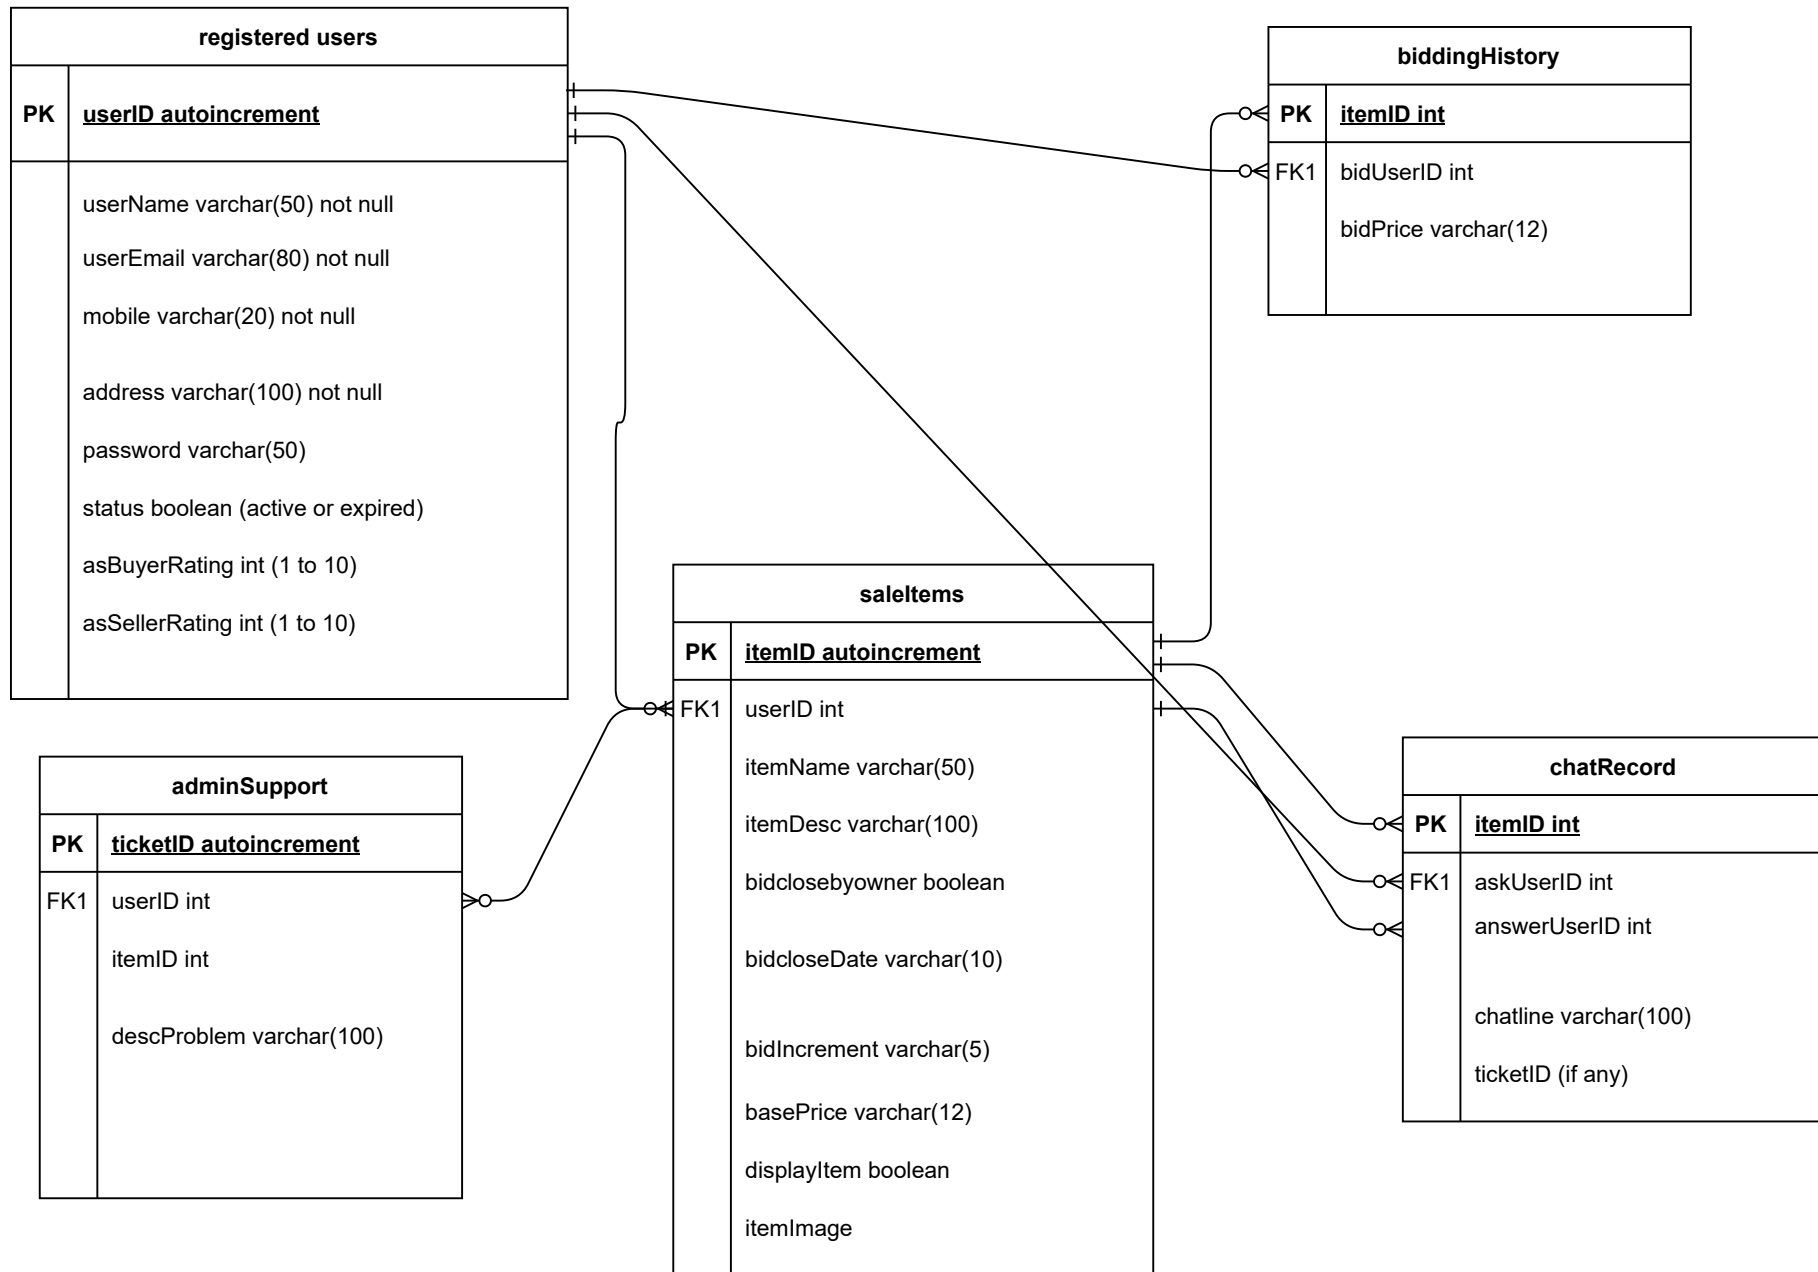 registered users
PK userID autoincrement
userName varchar(50) not null
userEmail varchar(80) not null
mobile varchar(20) not null
address varchar(100) not null
password varchar(50)
status boolean (active or expired)
asBuyerRating int (1 to 10)
asSellerRating int (1 to 10)
biddingHistory
PK itemID int
FK1 bidUserID int
bidPrice varchar(12)
saleItems
PK itemID autoincrement
FK1 userID int
itemName varchar(50)
itemDesc varchar(100)
bidclosebyowner boolean
bidcloseDate varchar(10)
bidIncrement varchar(5)
basePrice varchar(12)
displayItem boolean
itemImage
adminSupport
PK ticketID autoincrement
FK1 userID int
itemID int
descProblem varchar(100)
chatRecord
PK itemID int
FK1 askUserID int
answerUserID int
chatline varchar(100)
ticketID (if any)